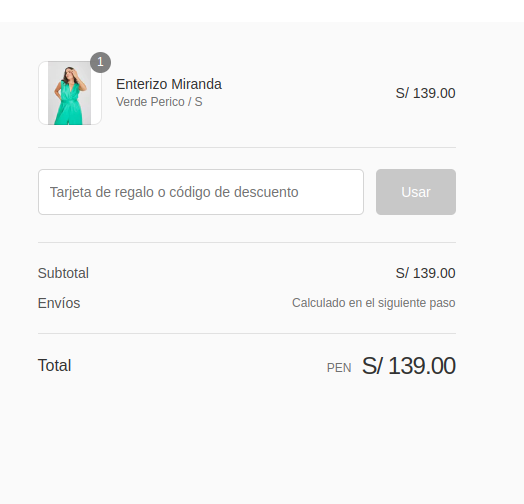 1
Enterizo Miranda
Verde Perico / S
S/ 139.00
Tarjeta de regalo o código de descuento
Usar
Subtotal
S/ 139.00
Envíos
Calculado en el siguiente paso
Total
PEN S/ 139.00